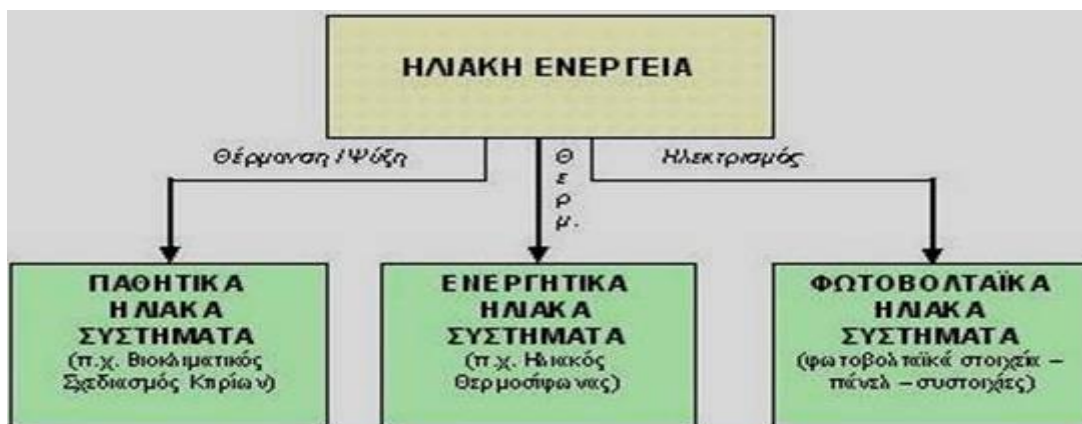 ΗΛΙΑΚΗ ΕΝΕΡΓΕΙΑ
Θέρμανση / Ψύξη
Θ
ε
ρ
μ.
Ηλεκτρισμός
ΠΑΘΗΤΙΚΑ
ΗΛΙΑΚΑ
ΣΥΣΤΗΜΑΤΑ
(π.χ. Βιοκλιματικός
Σχεδιασμός Κτιρίων)
ΕΝΕΡΓΗΤΙΚΑ
ΗΛΙΑΚΑ
ΣΥΣΤΗΜΑΤΑ
(π.χ. Ηλιακός
Θερμοσίφωνας)
ΦΩΤΟΒΟΛΤΑΪΚΑ
ΗΛΙΑΚΑ
ΣΥΣΤΗΜΑΤΑ
(φωτοβολταϊκά στοιχεία –
πάνελ – συστοιχίες)